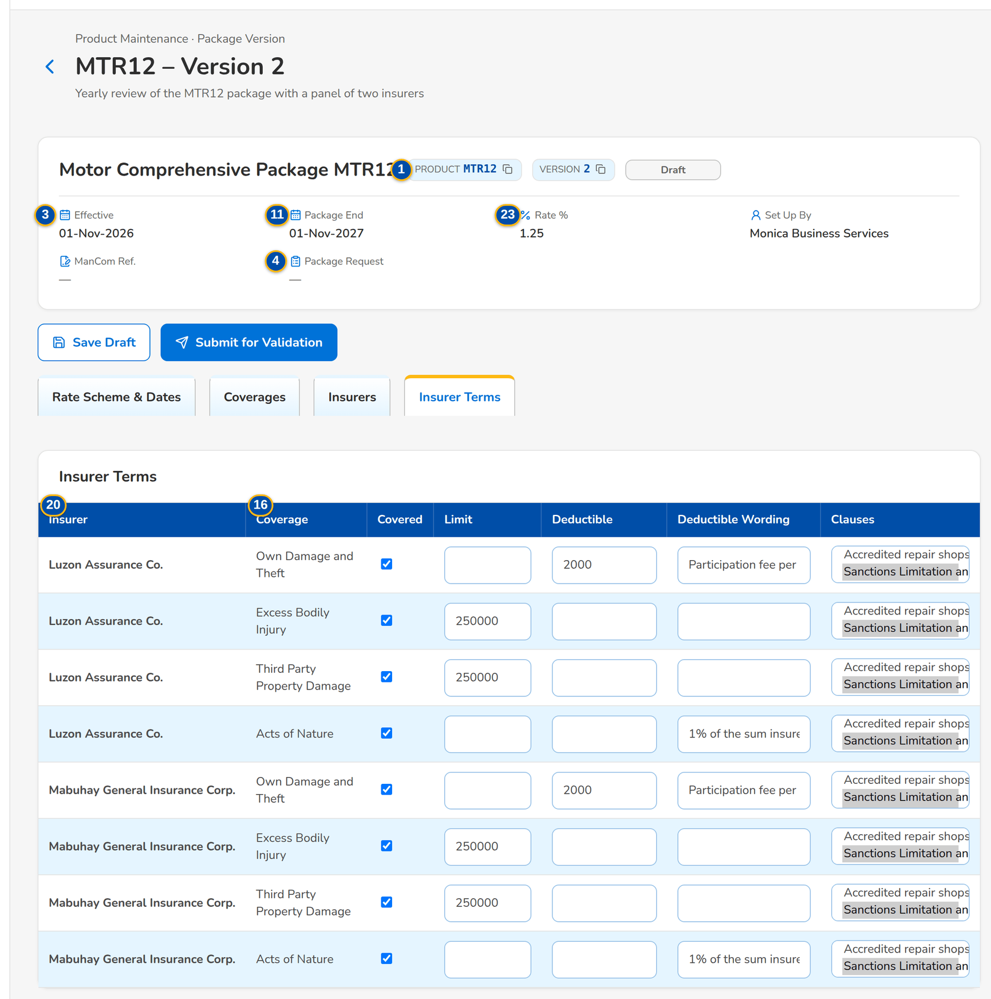 Product Maintenance · Package Version
MTR12 – Version 2
Yearly review of the MTR12 package with a panel of two insurers
Motor Comprehensive Package MTR12
1
PRODUCT MTR12
VERSION 2
Draft
3 Effective
01-Nov-2026
11 Package End
01-Nov-2027
23 Rate %
1.25
Set Up By
Monica Business Services
ManCom Ref.
—
4 Package Request
—
Save Draft
Submit for Validation
Rate Scheme & Dates
Coverages
Insurers
Insurer Terms
Insurer Terms
20
16
Insurer Coverage Covered Limit Deductible Deductible Wording Clauses
Luzon Assurance Co.
Own Damage and
Theft
2000
Participation fee per
Accredited repair shops
Sanctions Limitation an
Luzon Assurance Co.
Excess Bodily
Injury
250000
Accredited repair shops
Sanctions Limitation an
Luzon Assurance Co.
Third Party
Property Damage
250000
Accredited repair shops
Sanctions Limitation an
Luzon Assurance Co.
Acts of Nature
1% of the sum insure
Accredited repair shops
Sanctions Limitation an
Mabuhay General Insurance Corp.
Own Damage and
Theft
2000
Participation fee per
Accredited repair shops
Sanctions Limitation an
Mabuhay General Insurance Corp.
Excess Bodily
Injury
250000
Accredited repair shops
Sanctions Limitation an
Mabuhay General Insurance Corp.
Third Party
Property Damage
250000
Accredited repair shops
Sanctions Limitation an
Mabuhay General Insurance Corp.
Acts of Nature
1% of the sum insure
Accredited repair shops
Sanctions Limitation an